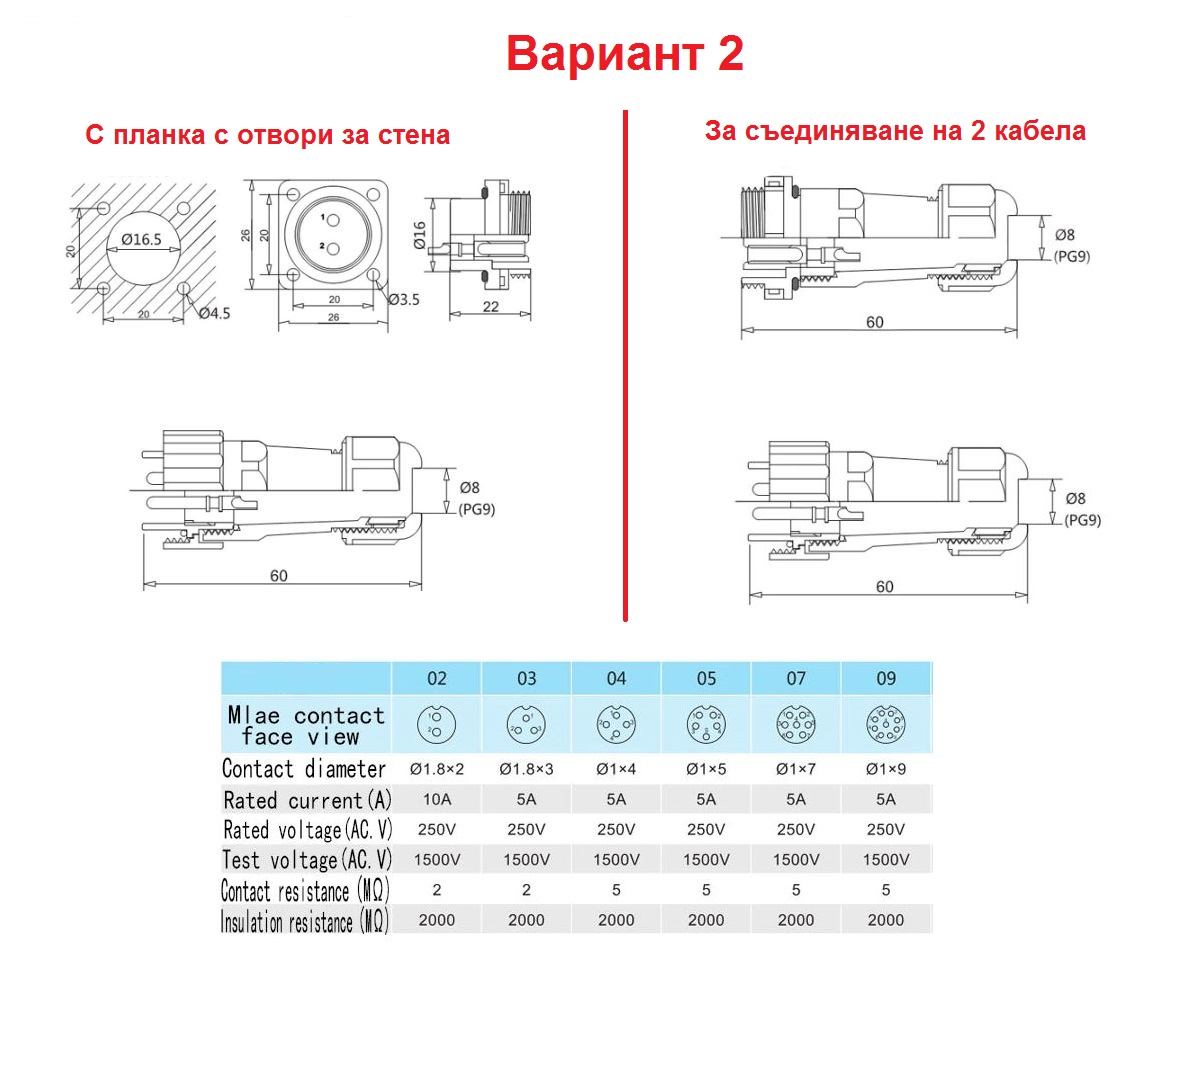 Вариант 2
С планка с отвори за стена
За съединяване на 2 кабела
20
Ø16.5
20
Ø4.5
26
20
1
2
20
26
Ø3.5
Ø16
22
Ø8
(PG9)
60
Ø8
(PG9)
60
Ø8
(PG9)
60
02 03 04 05 07 09
Mlae contact
face view
Contact diameter Ø1.8×2 Ø1.8×3 Ø1×4 Ø1×5 Ø1×7 Ø1×9
Rated current(A) 10A 5A 5A 5A 5A 5A
Rated voltage(AC.V) 250V 250V 250V 250V 250V 250V
Test voltage(AC.V) 1500V 1500V 1500V 1500V 1500V 1500V
Contact resistance(MΩ) 2 2 5 5 5 5
Insulation resistance(MΩ) 2000 2000 2000 2000 2000 2000